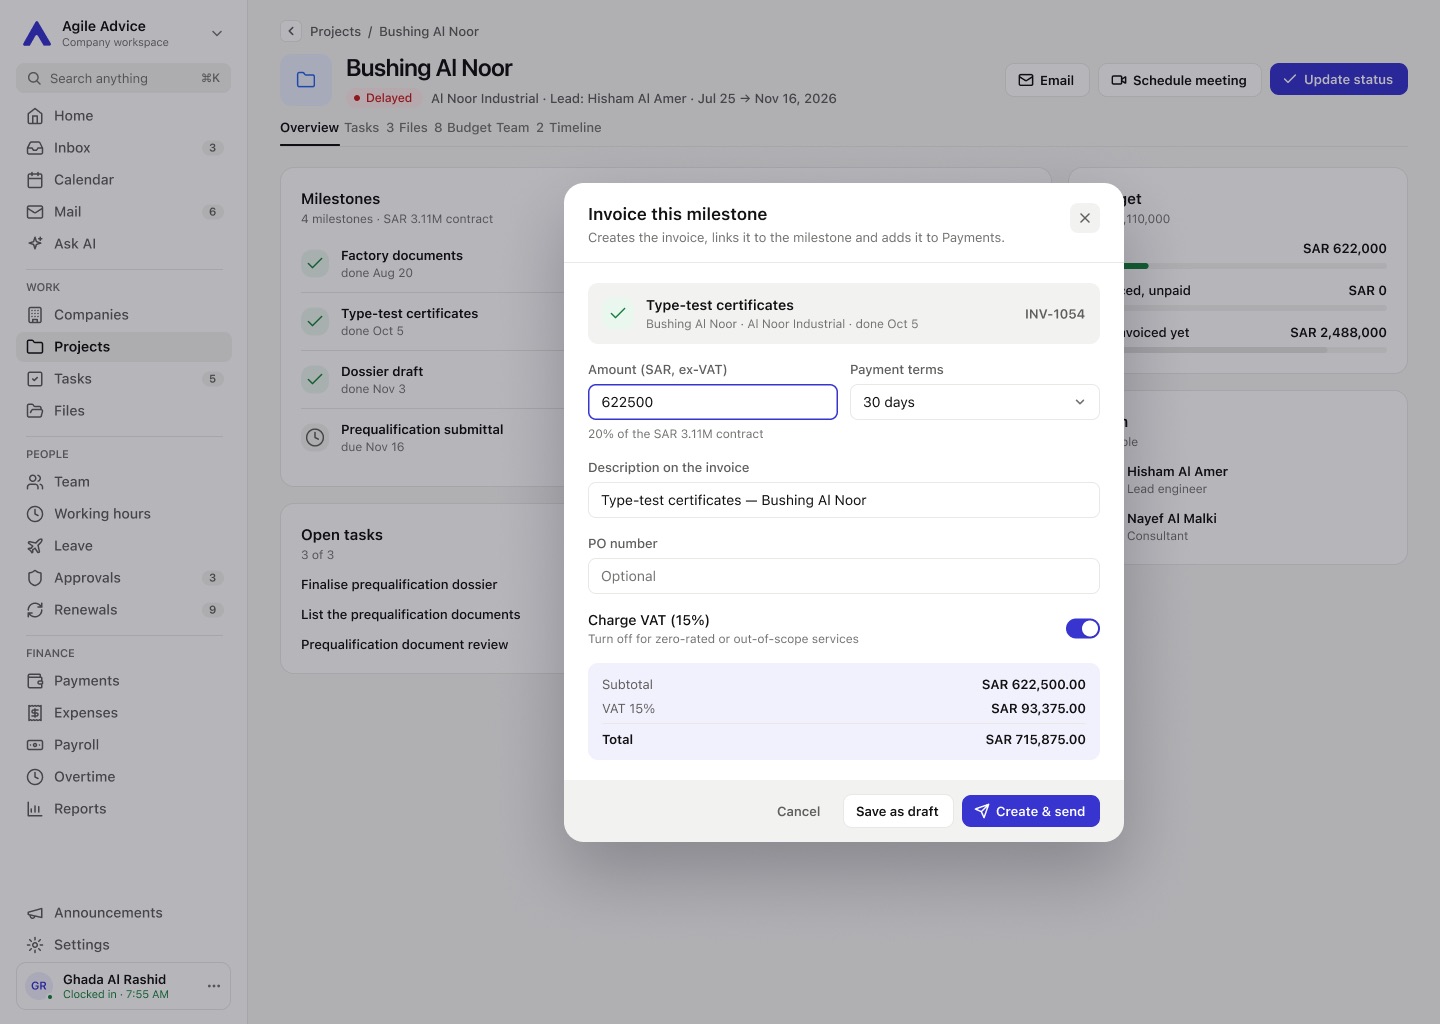 Agile Advice
Company workspace
Search anything ⌘K
Home
Inbox 3
Calendar
Mail 6
Ask AI
WORK
Companies
Projects
Tasks 5
Files
PEOPLE
Team
Working hours
Leave
Approvals 3
Renewals 9
FINANCE
Payments
Expenses
Payroll
Overtime
Reports
Announcements
Settings
GR
Ghada Al Rashid
Clocked in · 7:55 AM
Projects / Bushing Al Noor
Bushing Al Noor
Delayed Al Noor Industrial · Lead: Hisham Al Amer · Jul 25 → Nov 16, 2026
Email
Schedule meeting
Update status
Overview Tasks 3 Files 8 Budget Team 2 Timeline
Milestones
4 milestones · SAR 3.11M contract
Factory documents
done Aug 20
Type-test certificates
done Oct 5
Dossier draft
done Nov 3
Prequalification submittal
due Nov 16
Open tasks
3 of 3
Finalise prequalification dossier
List the prequalification documents
Prequalification document review
Invoice this milestone
Creates the invoice, links it to the milestone and adds it to Payments.
Type-test certificates
Bushing Al Noor · Al Noor Industrial · done Oct 5
INV-1054
Amount (SAR, ex-VAT)
622500
20% of the SAR 3.11M contract
Payment terms
30 days
Description on the invoice
Type-test certificates — Bushing Al Noor
PO number
Optional
Charge VAT (15%)
Turn off for zero-rated or out-of-scope services
Subtotal SAR 622,500.00
VAT 15% SAR 93,375.00
Total SAR 715,875.00
Cancel
Save as draft
Create & send
,110,000
SAR 622,000
unpaid SAR 0
yet SAR 2,488,000
Hisham Al Amer
Lead engineer
Nayef Al Malki
Consultant